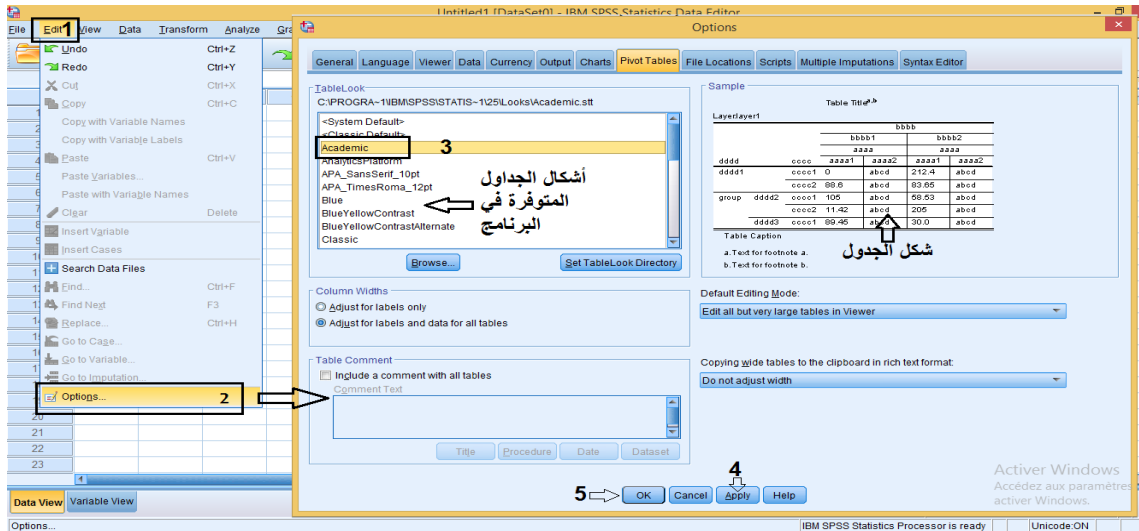 Untitled1 [DataSet0] - IBM SPSS Statistics Data Editor
File Edit 1 View Data Transform Analyze
Undo Ctrl+Z
Redo Ctrl+Y
Cut Ctrl+X
Copy Ctrl+C
Copy with Variable Names
Copy with Variable Labels
Paste Ctrl+V
Paste Variables...
Paste with Variable Names
Clear Delete
Insert Variable
Insert Cases
Search Data Files
Find... Ctrl+F
Find Next F3
Replace... Ctrl+H
Go to Case...
Go to Variable...
Go to Imputation...
Options... 2
20
21
22
23
Data View Variable View
Options...
Options
General Language Viewer Data Currency Output Charts Pivot Tables File Locations Scripts Multiple Imputations Syntax Editor
TableLook
C:\PROGRA~1\IBM\SPSS\STATIS~1\25\Looks\Academic.stt
<System Default>
<Classic Default>
Academic 3
AnalyticsPlatform
APA_SansSerif_10pt
APA_TimesRoma_12pt
Blue
BlueYellowContrast
BlueYellowContrastAlternate
Classic
أشكال الجداول
المتوفرة في
البرنامج
Browse... Set TableLook Directory
Column Widths
Adjust for labels only
Adjust for labels and data for all tables
Table Comment
Include a comment with all tables
Comment Text
Title Procedure Date Dataset
Sample
Table Title a,b
Layerlayer1
bbbb
bbbb1 bbbb2
aaaa aaaa
dddd cccc aaaa1 aaaa2 aaaa1 aaaa2
dddd1 cccc1 0 abcd 212.4 abcd
cccc2 88.6 abcd 83.65 abcd
group dddd2 cccc1 105 abcd 68.53 abcd
cccc2 11.42 abcd 205 abcd
dddd3 cccc1 89.45 abcd 30.0 abcd
Table Caption
a. Text for footnote a.
b. Text for footnote b.
شكل الجدول
Default Editing Mode:
Edit all but very large tables in Viewer
Copying wide tables to the clipboard in rich text format:
Do not adjust width
4
5 OK Cancel Apply Help
Activer Windows
Accédez aux paramètres
activer Windows.
IBM SPSS Statistics Processor is ready Unicode:ON